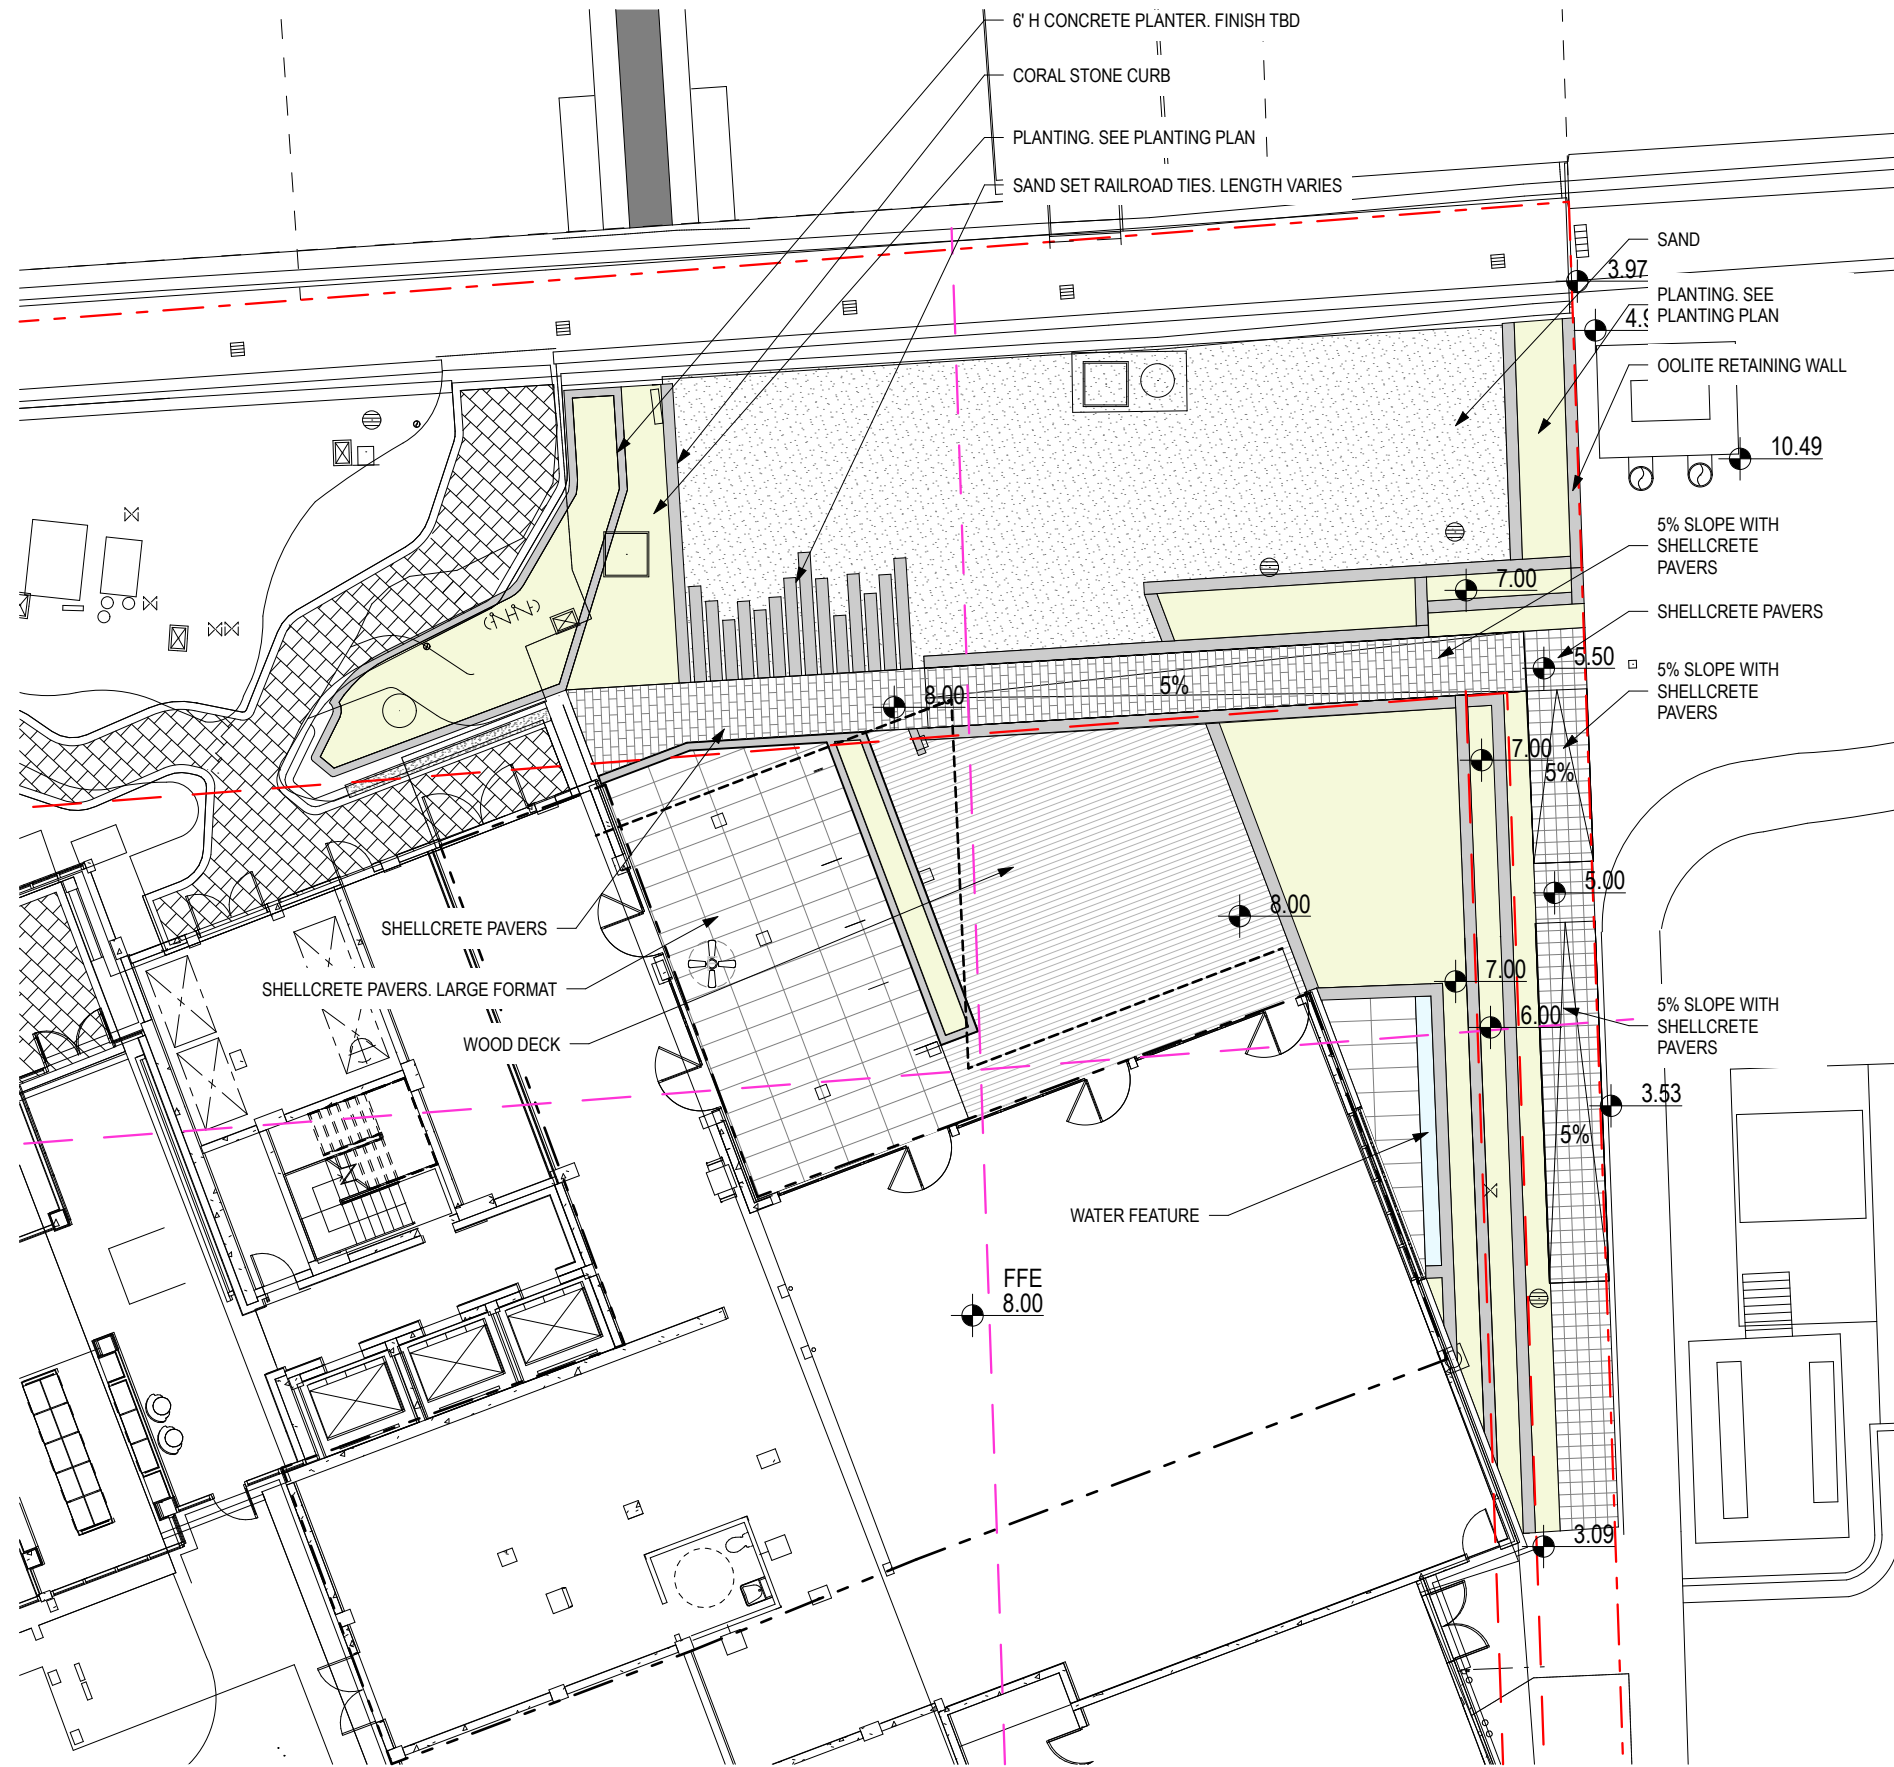 6' H CONCRETE PLANTER. FINISH TBD
CORAL STONE CURB
PLANTING. SEE PLANTING PLAN
SAND SET RAILROAD TIES. LENGTH VARIES
SAND
3.97
PLANTING. SEE
PLANTING PLAN
OOLITE RETAINING WALL
10.49
5% SLOPE WITH
SHELLCRETE
PAVERS
7.00
SHELLCRETE PAVERS
5.50
5% SLOPE WITH
SHELLCRETE
PAVERS
8.00
5%
7.00
5%
5.00
8.00
SHELLCRETE PAVERS
SHELLCRETE PAVERS. LARGE FORMAT
WOOD DECK
7.00
6.00
5% SLOPE WITH
SHELLCRETE
PAVERS
3.53
5%
WATER FEATURE
FFE
8.00
3.09